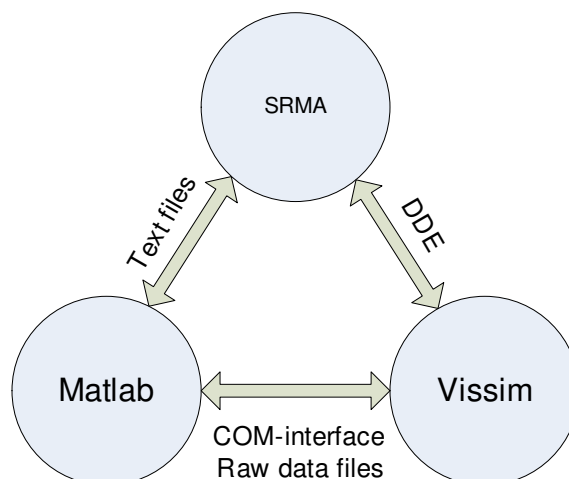 SRMA
Text files
DDE
Matlab
Vissim
COM-interface
Raw data files